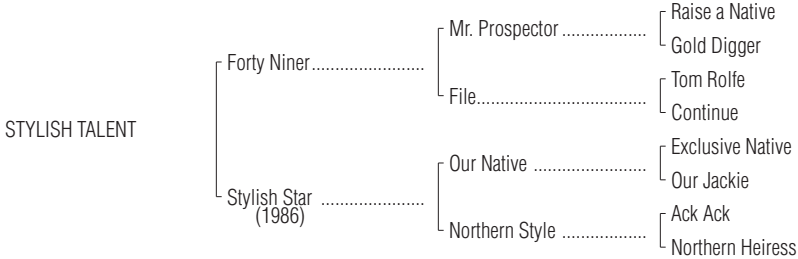 Raise a Native
Mr. Prospector ..................
Gold Digger
Forty Niner........................
Tom Rolfe
File....................................
Continue
STYLISH TALENT
Exclusive Native
Our Native ........................
Our Jackie
Stylish Star ......................
(1986)
Ack Ack
Northern Style ..................
Northern Heiress